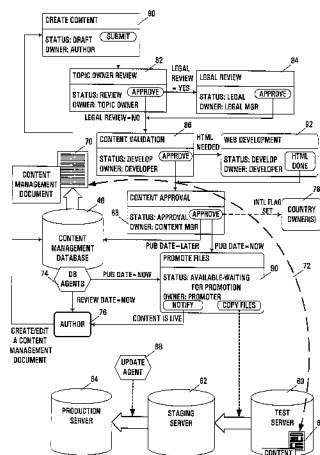 80
CREATE CONTENT
STATUS: DRAFT
SUBMIT
OWNER: AUTHOR
82
TOPIC OWNER REVIEW
STATUS: REVIEW
APPROVE
OWNER: TOPIC OWNER
LEGAL
REVIEW
= YES
84
LEGAL REVIEW
STATUS: LEGAL
APPROVE
OWNER: LEGAL MGR
LEGAL REVIEW=NO
86
CONTENT VALIDATION
STATUS: DEVELOP
APPROVE
OWNER: DEVELOPER
HTML
NEEDED
92
WEB DEVELOPMENT
STATUS: DEVELOP
OWNER: DEVELOPER
HTML
DONE
70
CONTENT
MANAGEMENT
DOCUMENT
CONTENT APPROVAL
STATUS: APPROVAL
APPROVE
68
OWNER: CONTENT MGR
INTL FLAG
SET
78
COUNTRY
OWNER(S)
46
CONTENT
MANAGEMENT
DATABASE
PUB DATE=LATER
PUB DATE=NOW
74
DB
AGENTS
PUB DATE=NOW
PROMOTE FILES
90
STATUS: AVAILABLE-WAITING
FOR PROMOTION
OWNER: PROMOTER
NOTIFY
COPY FILES
72
REVIEW DATE=NOW
76
AUTHOR
CONTENT IS LIVE
CREATE/EDIT
A CONTENT
MANAGEMENT
DOCUMENT
UPDATE
AGENT
64
PRODUCTION
SERVER
62
STAGING
SERVER
60
TEST
SERVER
CONTENT